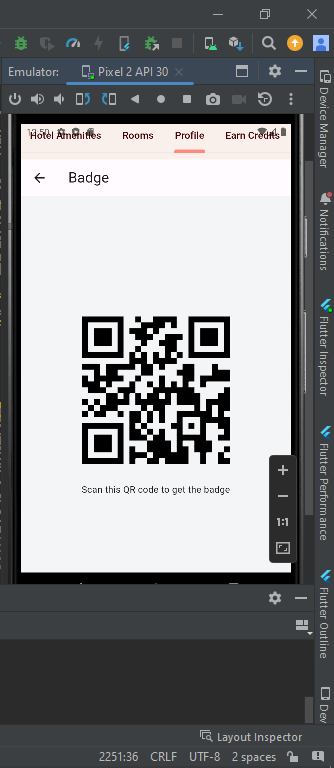 Emulator:
Pixel 2 API 30
Hotel Amenities
Rooms
Profile
Earn Credits
Badge
Scan this QR code to get the badge
1:1
Device Manager
Notifications
Flutter Inspector
Flutter Performance
Flutter Outline
Dev
Layout Inspector
2251:36
CRLF
UTF-8
2 spaces